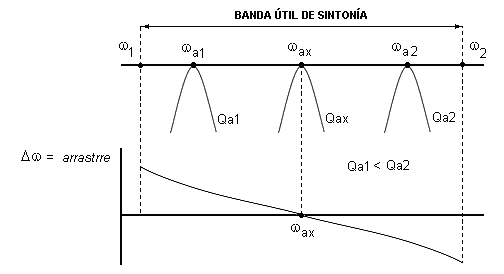 BANDA ÚTIL DE SINTONÍA
ω1 ωa1 ωax ωa2 ω2
Qa1 Qax Qa2
Δω = arrastrre
Qa1 < Qa2
ωax